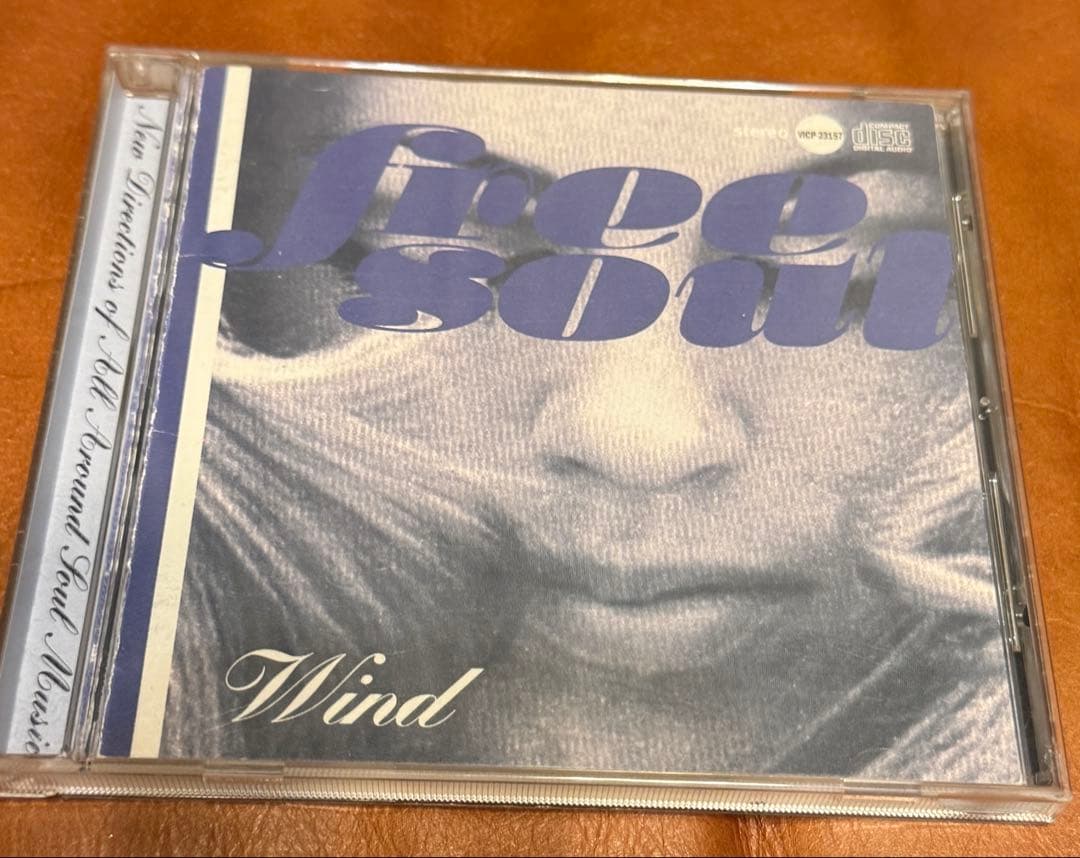 New Directions of All Around Soul Music
stereo
VICP-23157
COMPACT
disc
DIGITAL AUDIO
free
soul
Wind